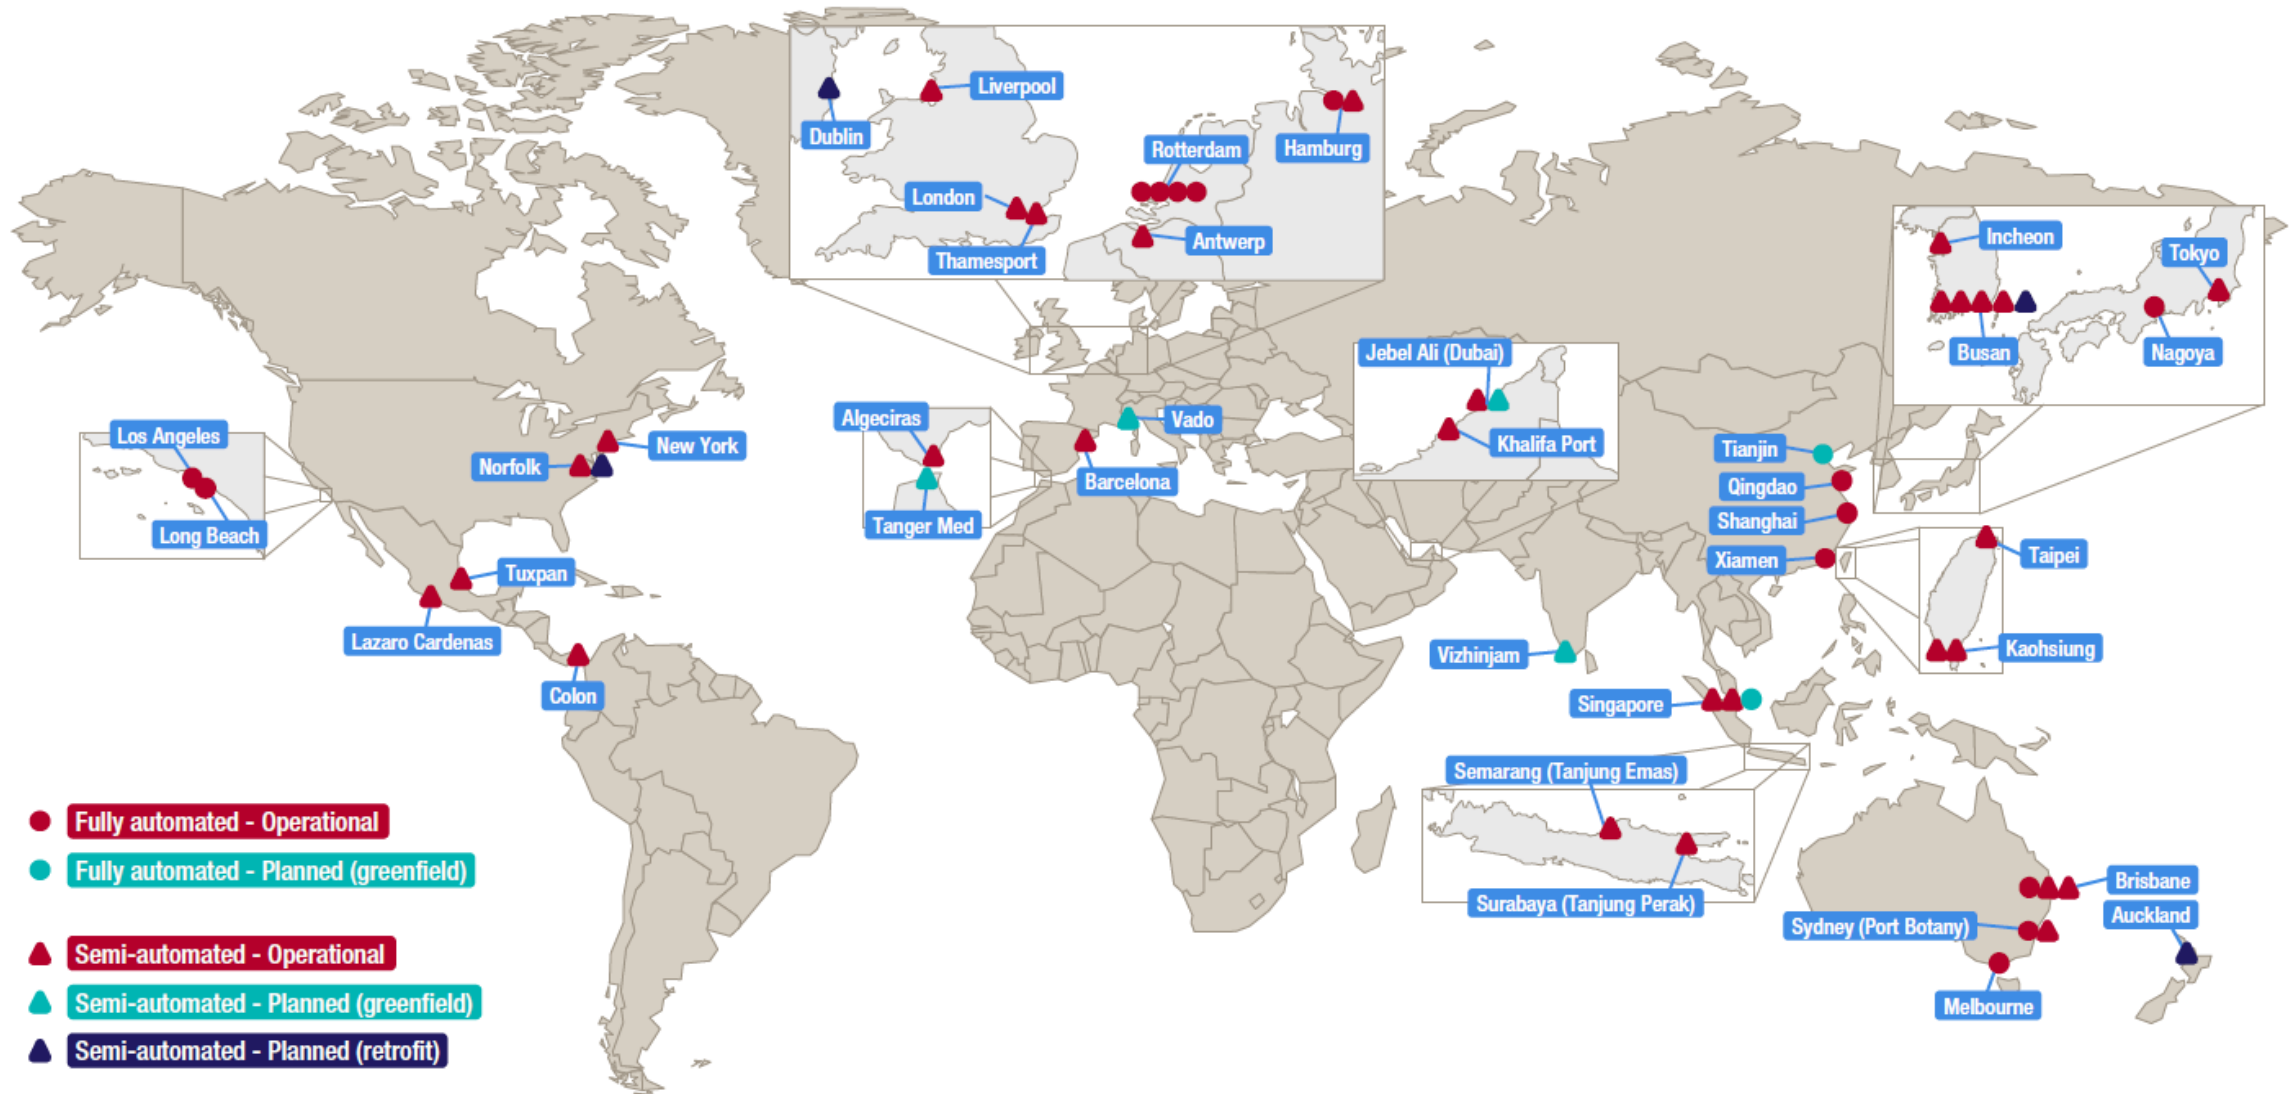 Liverpool
Dublin
Rotterdam
Hamburg
London
Thamesport
Antwerp
Incheon
Tokyo
Busan
Nagoya
Jebel Ali (Dubai)
Khalifa Port
Algeciras
Vado
Barcelona
Tanger Med
Los Angeles
Long Beach
New York
Norfolk
Tianjin
Qingdao
Shanghai
Xiamen
Taipei
Kaohsiung
Tuxpan
Lazaro Cardenas
Colon
Vizhinjam
Singapore
Semarang (Tanjung Emas)
Surabaya (Tanjung Perak)
Brisbane
Auckland
Sydney (Port Botany)
Melbourne
Fully automated - Operational
Fully automated - Planned (greenfield)
Semi-automated - Operational
Semi-automated - Planned (greenfield)
Semi-automated - Planned (retrofit)